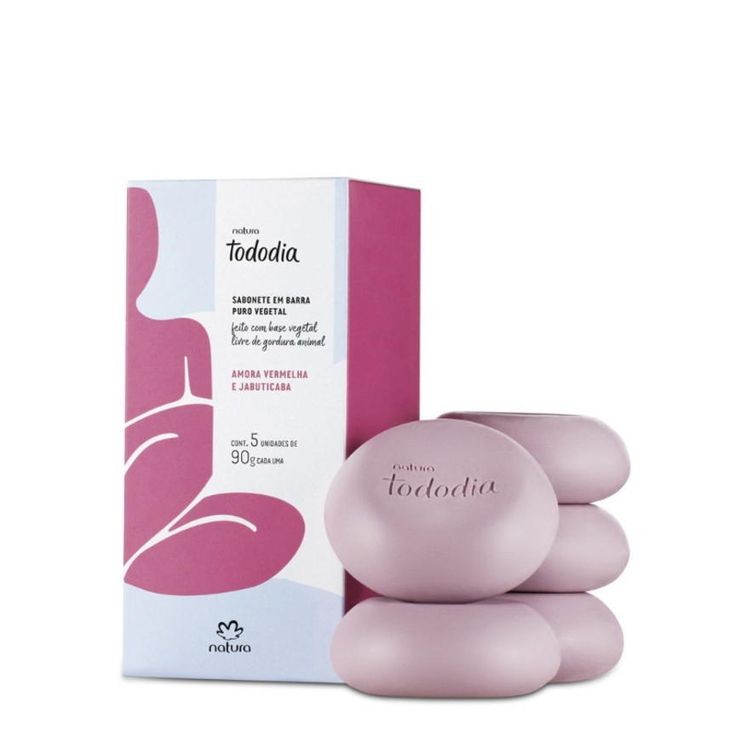 natura
tododia
SABONETE EM BARRA
PURO VEGETAL
feito com base vegetal
livre de gordura animal
AMORA VERMELHA
E JABUTICABA
CONT. 5 UNIDADES DE
90g CADA UMA
natura
natura
tododia